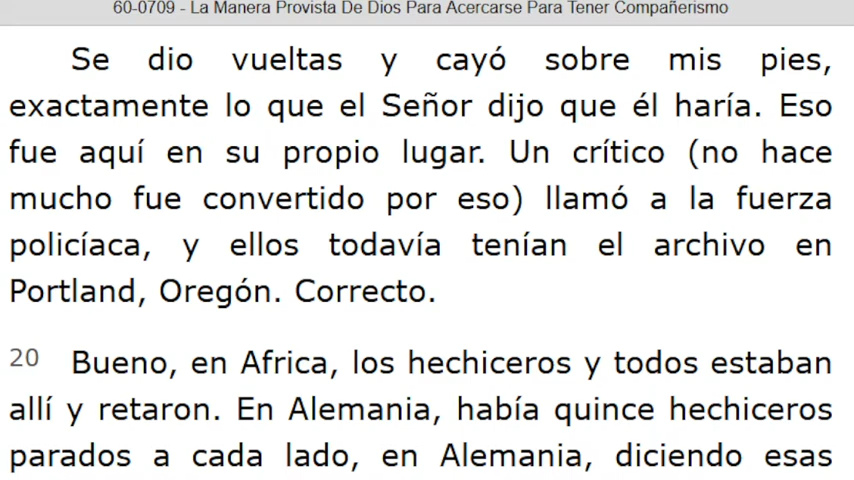 60-0709 - La Manera Provista De Dios Para Acercarse Para Tener Compañerismo
Se dio vueltas y cayó sobre mis pies,
exactamente lo que el Señor dijo que él haría. Eso
fue aquí en su propio lugar. Un crítico (no hace
mucho fue convertido por eso) llamó a la fuerza
policíaca, y ellos todavía tenían el archivo en
Portland, Oregón. Correcto.
20 Bueno, en Africa, los hechiceros y todos estaban
allí y retaron. En Alemania, había quince hechiceros
parados a cada lado, en Alemania, diciendo esas